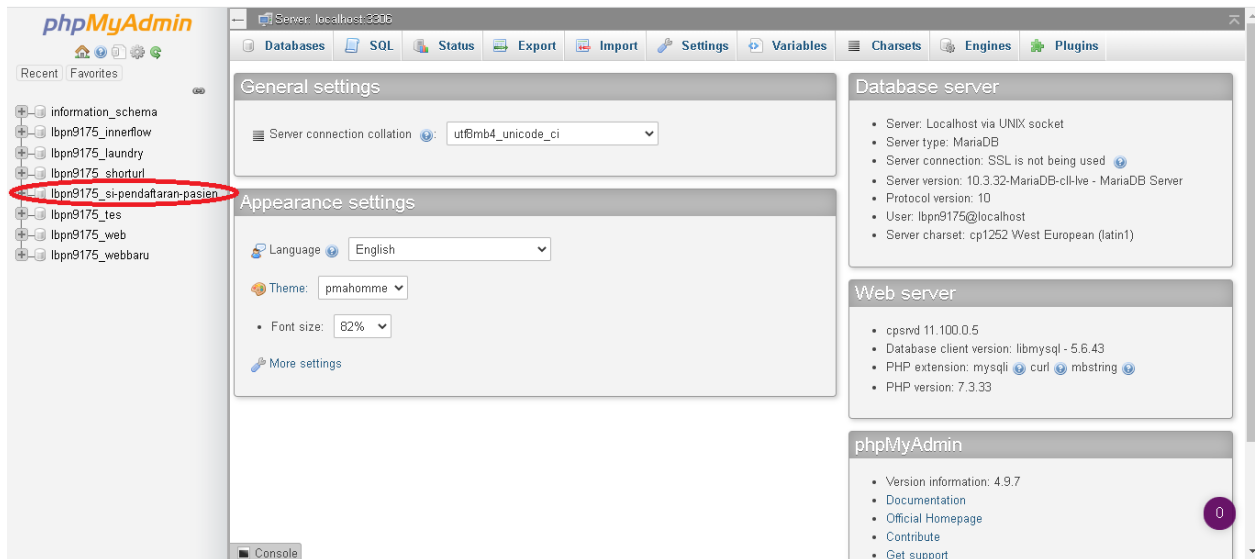 phpMyAdmin
Recent Favorites
information_schema
lbpn9175_innerflow
lbpn9175_laundry
lbpn9175_shorturl
lbpn9175_si-pendaftaran-pasien
lbpn9175_tes
lbpn9175_web
lbpn9175_webbaru
Server: localhost:3306
Databases SQL Status Export Import Settings Variables Charsets Engines Plugins
General settings
Server connection collation : utf8mb4_unicode_ci
Appearance settings
Language English
Theme: pmahomme
• Font size: 82%
More settings
Database server
• Server: Localhost via UNIX socket
• Server type: MariaDB
• Server connection: SSL is not being used
• Server version: 10.3.32-MariaDB-cll-lve - MariaDB Server
• Protocol version: 10
• User: lbpn9175@localhost
• Server charset: cp1252 West European (latin1)
Web server
• cpsrvd 11.100.0.5
• Database client version: libmysql - 5.6.43
• PHP extension: mysqli curl mbstring
• PHP version: 7.3.33
phpMyAdmin
• Version information: 4.9.7
• Documentation
• Official Homepage
• Contribute
• Get support
0
Console